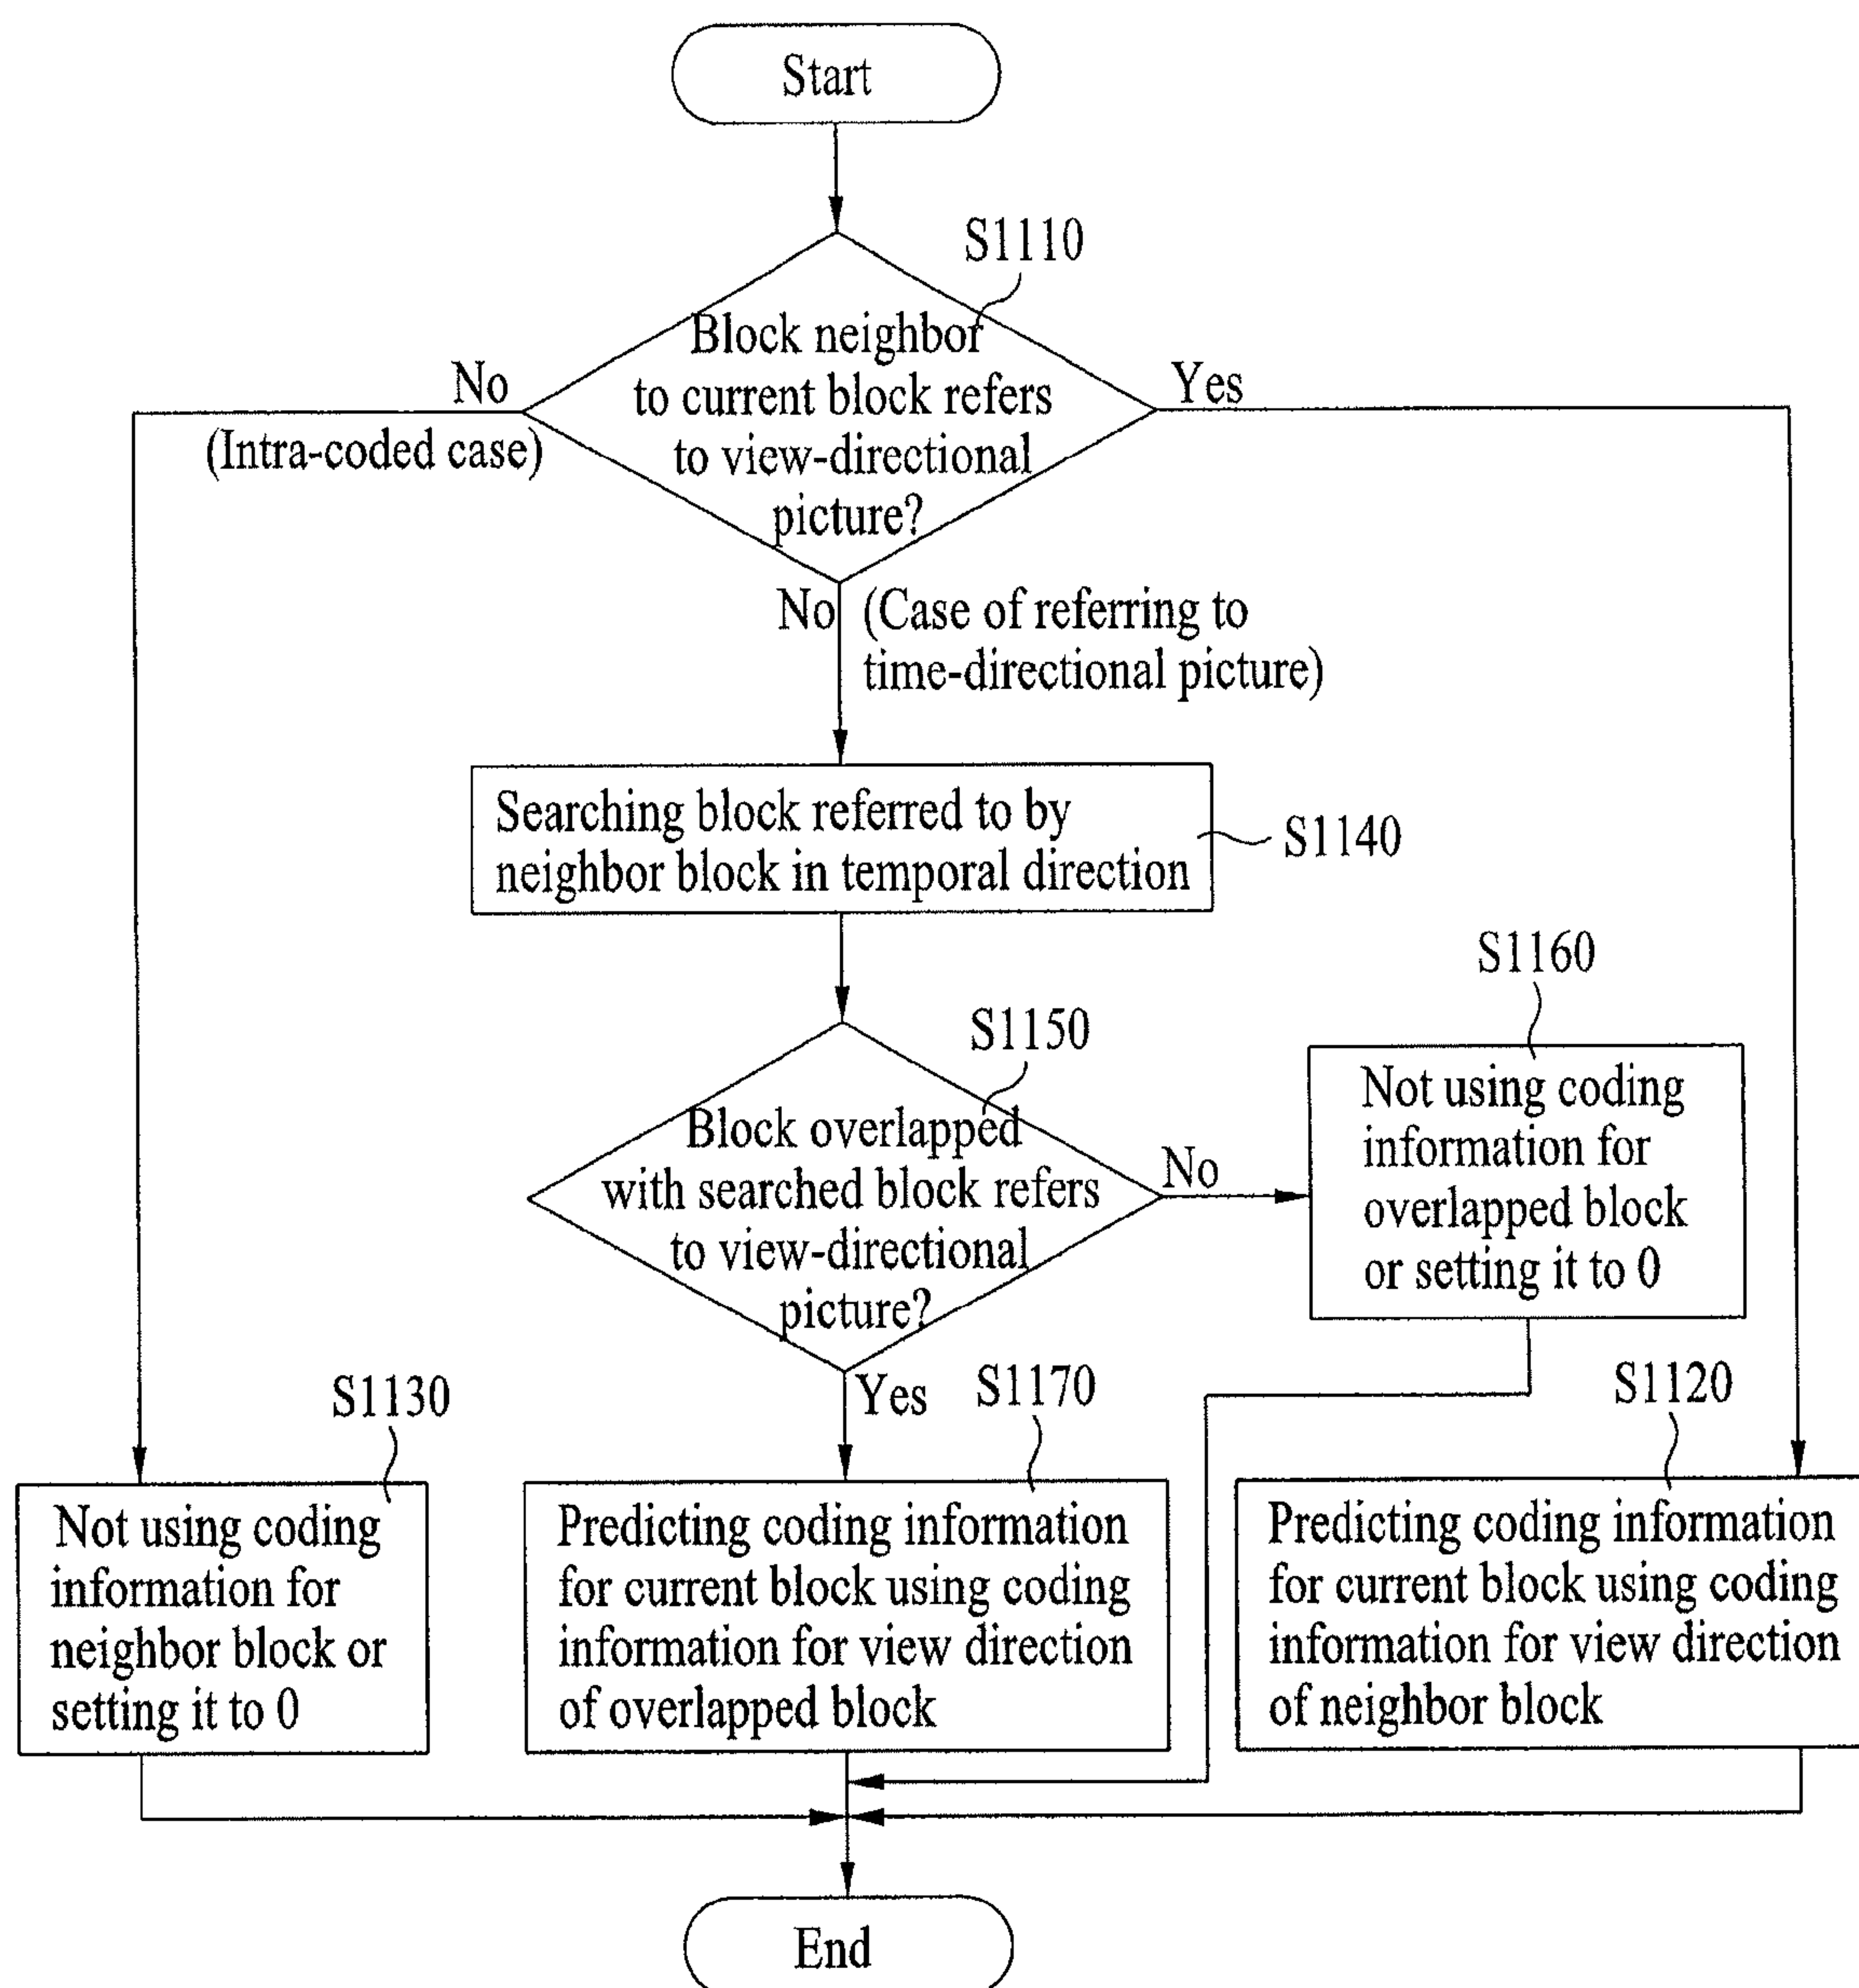 Start
S1110
Block neighbor
to current block refers
to view-directional
picture?
No
(Intra-coded case)
Yes
No
(Case of referring to
time-directional picture)
Searching block referred to by
neighbor block in temporal direction
S1140
S1150
Block overlapped
with searched block refers
to view-directional
picture?
No
S1160
Not using coding
information for
overlapped block
or setting it to 0
Yes
S1130
Not using coding
information for
neighbor block or
setting it to 0
S1170
Predicting coding information
for current block using coding
information for view direction
of overlapped block
S1120
Predicting coding information
for current block using coding
information for view direction
of neighbor block
End